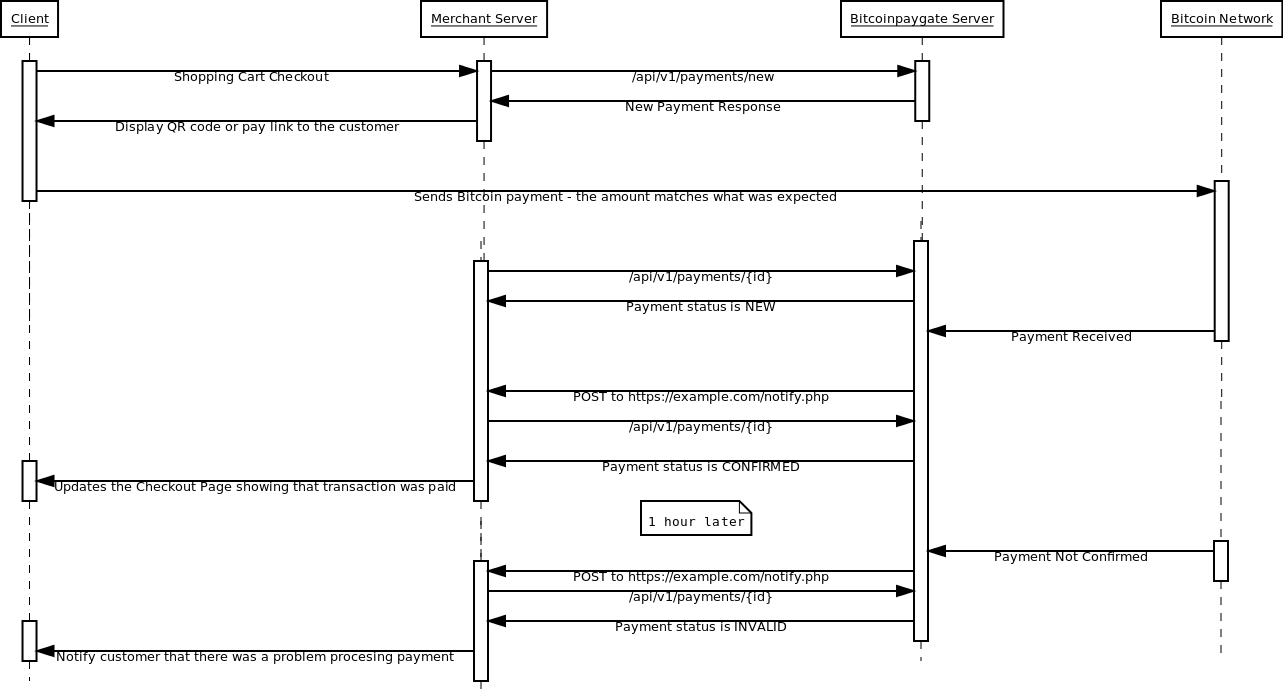 Client
Merchant Server
Bitcoinpaygate Server
Bitcoin Network
Shopping Cart Checkout
/api/v1/payments/new
New Payment Response
Display QR code or pay link to the customer
Sends Bitcoin payment - the amount matches what was expected
/api/v1/payments/{id}
Payment status is NEW
Payment Received
POST to https://example.com/notify.php
/api/v1/payments/{id}
Payment status is CONFIRMED
Updates the Checkout Page showing that transaction was paid
1 hour later
Payment Not Confirmed
POST to https://example.com/notify.php
/api/v1/payments/{id}
Payment status is INVALID
Notify customer that there was a problem procesing payment